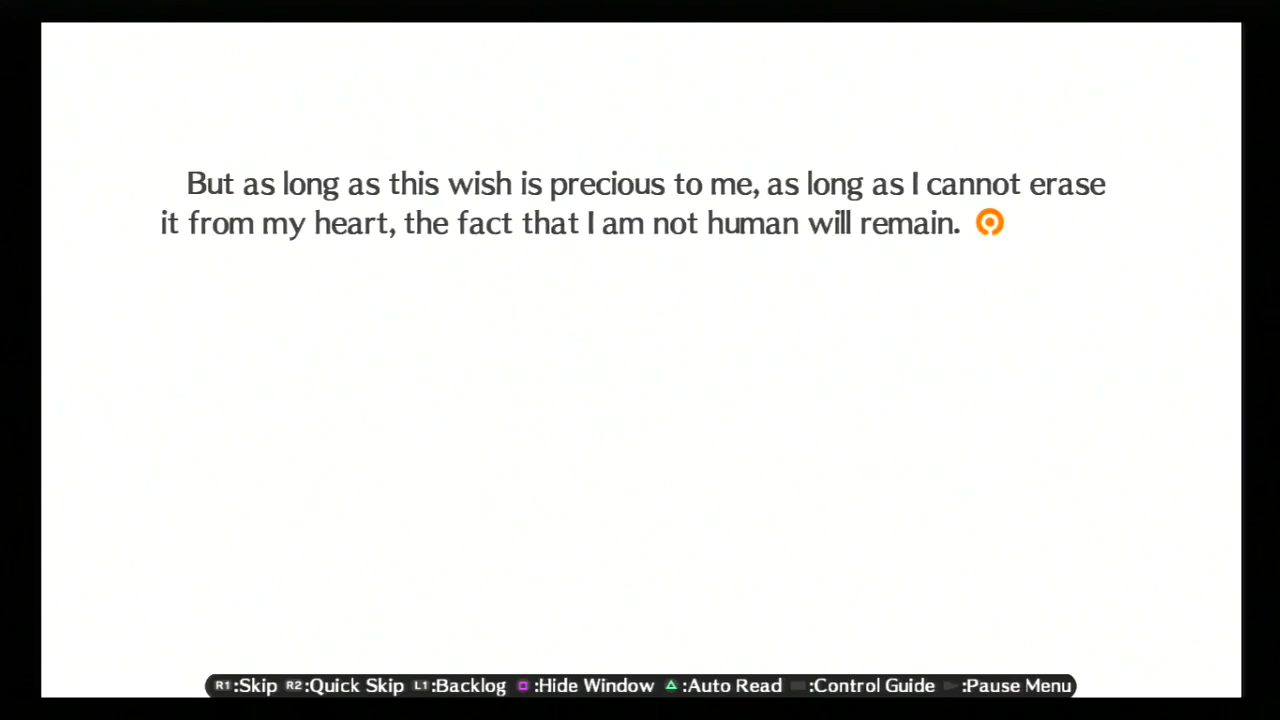 But as long as this wish is precious to me, as long as I cannot erase
it from my heart, the fact that I am not human will remain.
R1:Skip R2:Quick Skip L1:Backlog :Hide Window :Auto Read :Control Guide :Pause Menu